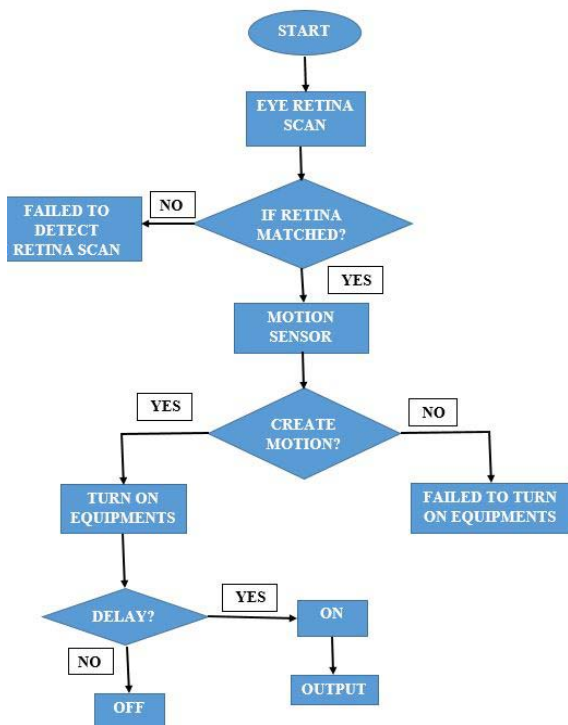 START
EYE RETINA
SCAN
NO
FAILED TO
DETECT
RETINA SCAN
IF RETINA
MATCHED?
YES
MOTION
SENSOR
YES
NO
CREATE
MOTION?
TURN ON
EQUIPMENTS
FAILED TO TURN
ON EQUIPMENTS
DELAY?
YES
ON
NO
OUTPUT
OFF